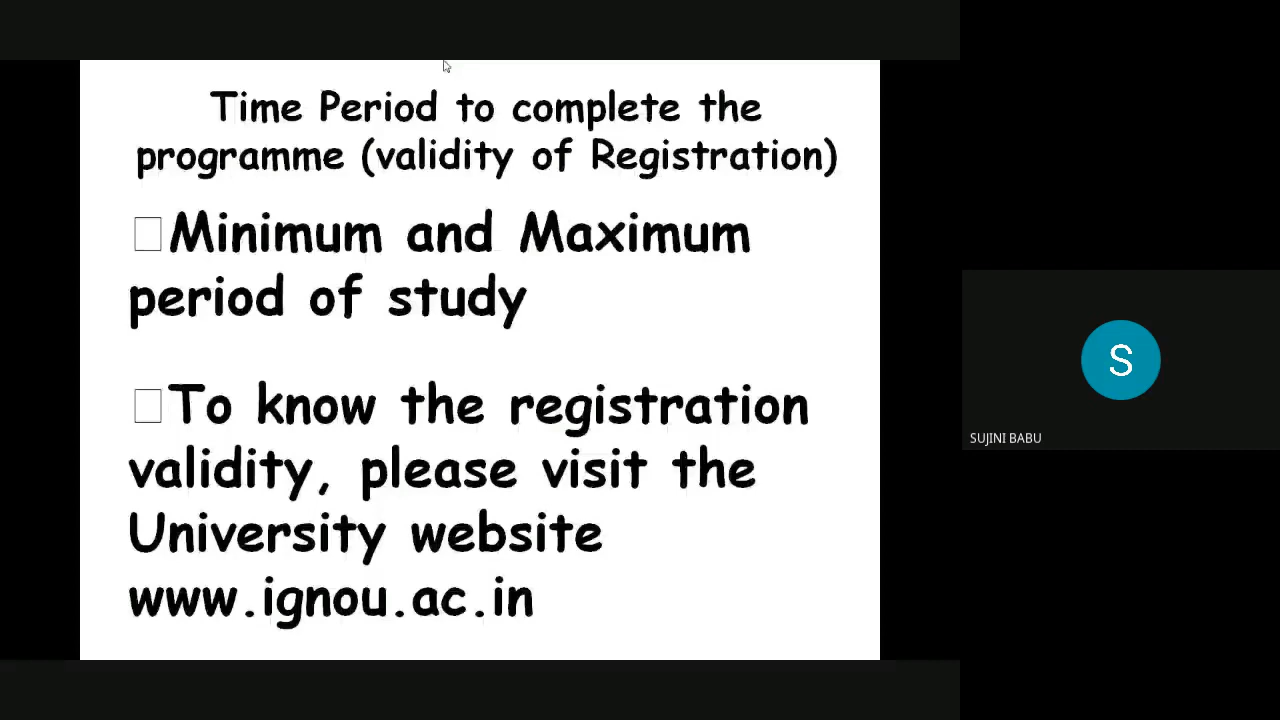 Time Period to complete the
programme (validity of Registration)
□Minimum and Maximum
period of study
□To know the registration
validity, please visit the
University website
www.ignou.ac.in
S
SUJINI BABU